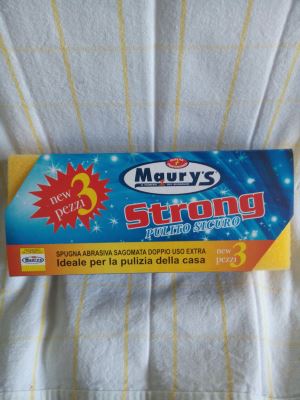 new
3
pezzi
Maury's
Strong
PULITO SICURO
SPUGNA ABRASIVA SAGOMATA DOPPIO USO EXTRA
Ideale per la pulizia della casa
new
pezzi 3
Maury's